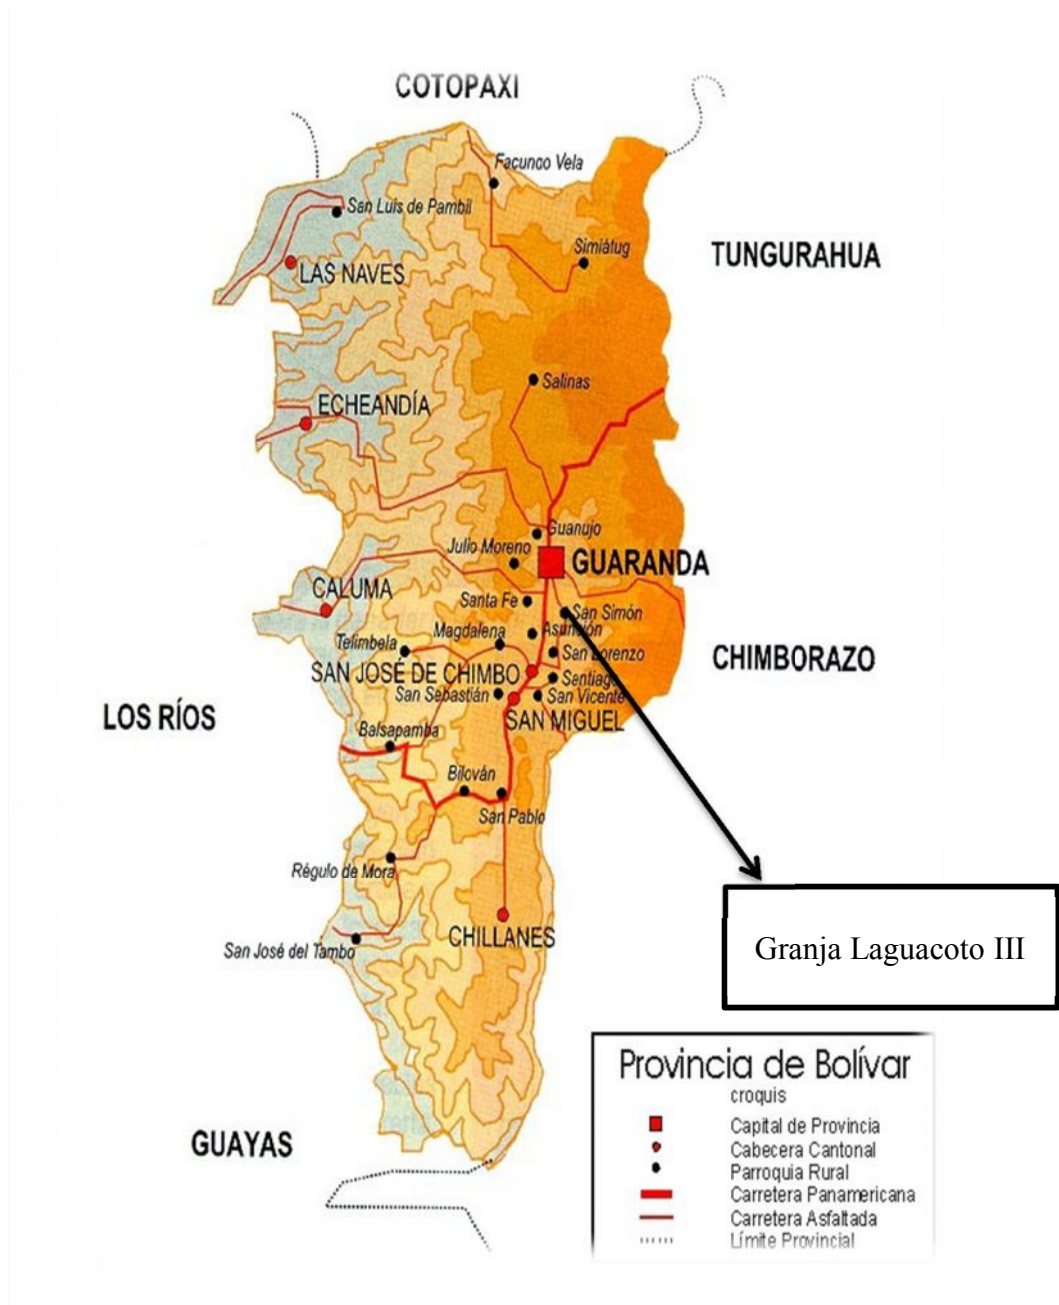 COTOPAXI
Facunoo Vela
San Luis de Pambil
Simiátug
TUNGURAHUA
LAS NAVES
Salinas
ECHEANDÍA
Guanujo
Julio Moreno
GUARANDA
CALUMA
Santa Fe
San Simón
Magdalena
Asunción
Telimbela
San Lorenzo
CHIMBORAZO
SAN JOSÉ DE CHIMBO
Santiago
San Sebastián
San Vicente
LOS RÍOS
SAN MIGUEL
Balsapamba
Bilován
San Pablo
Régulo de Mora
CHILLANES
San José del Tambo
Granja Laguacoto III
GUAYAS
Provincia de Bolívar
croquis
Capital de Provincia
Cabecera Cantonal
Parroquia Rural
Carretera Panamericana
Carretera Asfaltada
Límite Provincial